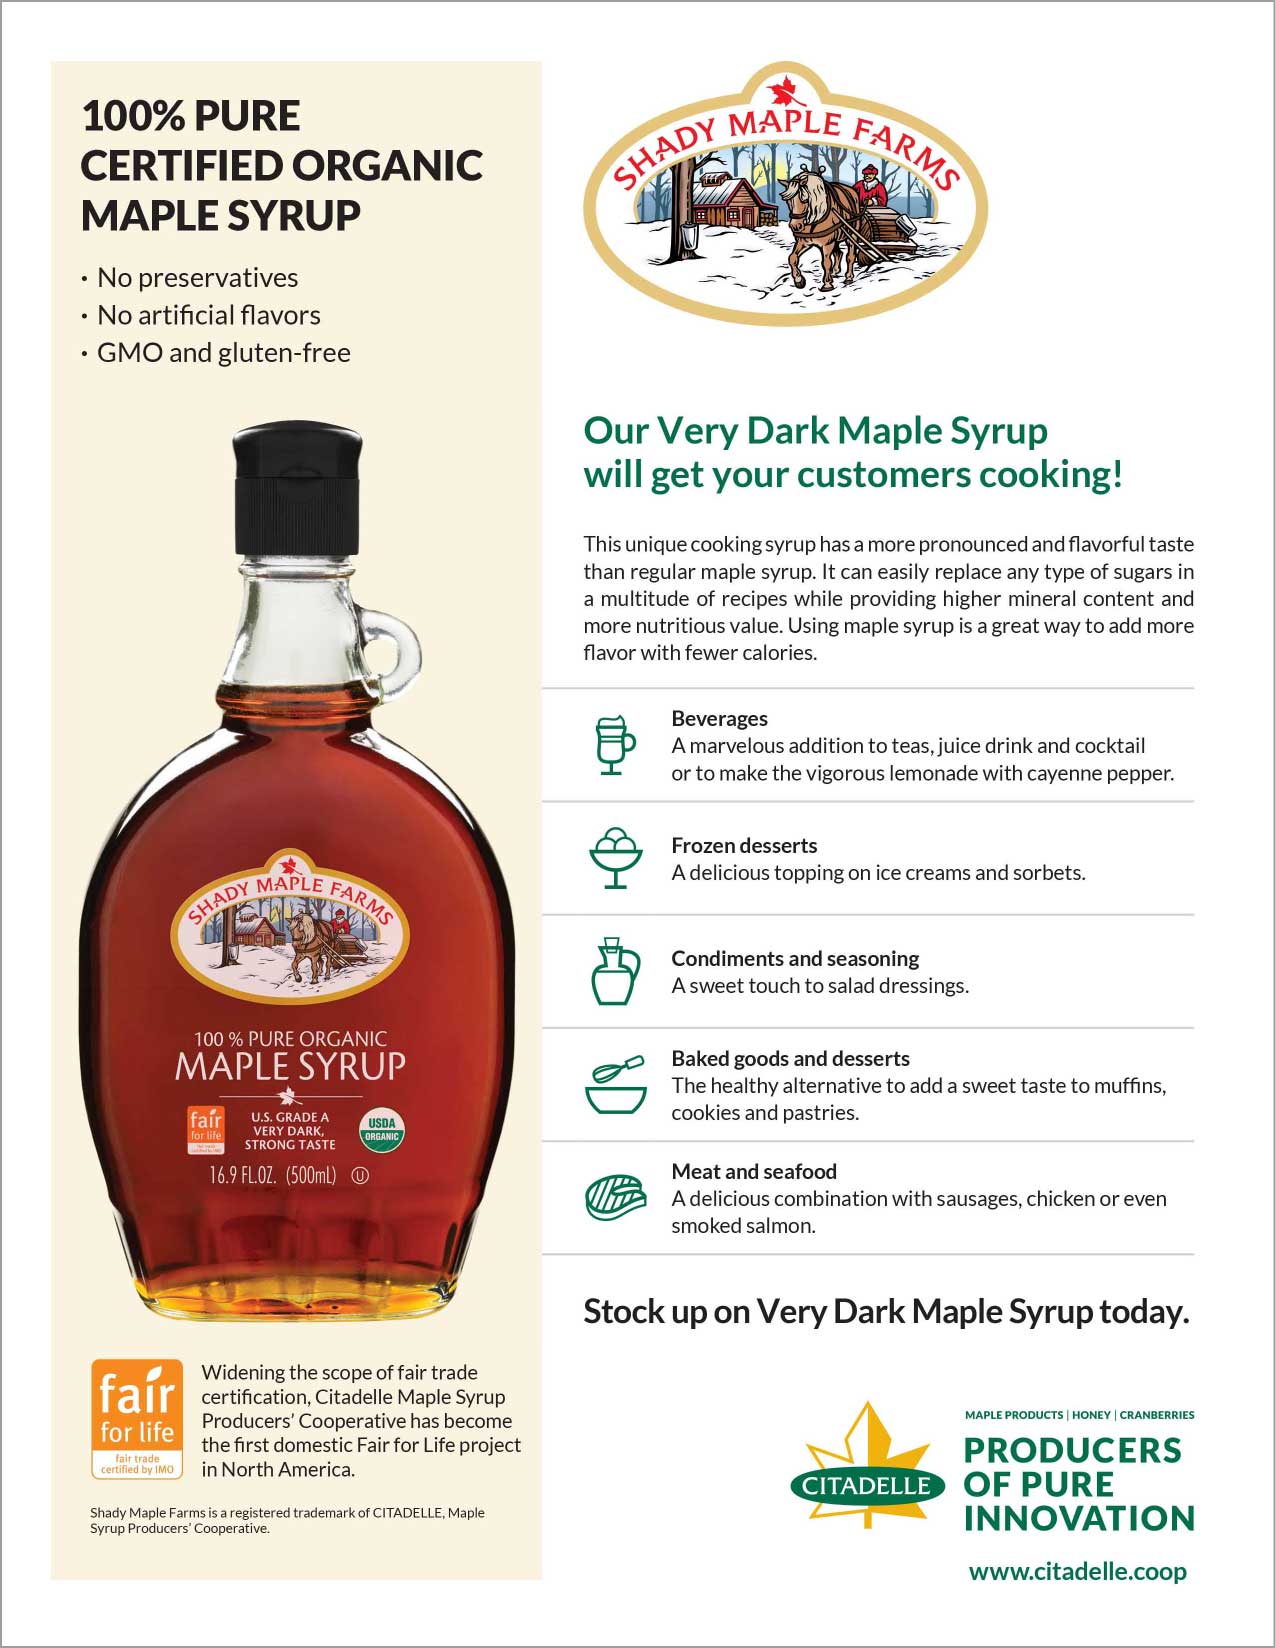 100% PURE
CERTIFIED ORGANIC
MAPLE SYRUP
• No preservatives
• No artificial flavors
• GMO and gluten-free
SHADY MAPLE FARMS
100 % PURE ORGANIC
MAPLE SYRUP
fair
for life
U.S. GRADE A
VERY DARK,
STRONG TASTE
USDA
ORGANIC
16.9 FL.OZ. (500mL) U
fair
for life
fair trade
certified by IMO
Widening the scope of fair trade
certification, Citadelle Maple Syrup
Producers’ Cooperative has become
the first domestic Fair for Life project
in North America.
Shady Maple Farms is a registered trademark of CITADELLE, Maple
Syrup Producers’ Cooperative.
SHADY MAPLE FARMS
Our Very Dark Maple Syrup
will get your customers cooking!
This unique cooking syrup has a more pronounced and flavorful taste
than regular maple syrup. It can easily replace any type of sugars in
a multitude of recipes while providing higher mineral content and
more nutritious value. Using maple syrup is a great way to add more
flavor with fewer calories.
Beverages
A marvelous addition to teas, juice drink and cocktail
or to make the vigorous lemonade with cayenne pepper.
Frozen desserts
A delicious topping on ice creams and sorbets.
Condiments and seasoning
A sweet touch to salad dressings.
Baked goods and desserts
The healthy alternative to add a sweet taste to muffins,
cookies and pastries.
Meat and seafood
A delicious combination with sausages, chicken or even
smoked salmon.
Stock up on Very Dark Maple Syrup today.
CITADELLE
MAPLE PRODUCTS | HONEY | CRANBERRIES
PRODUCERS
OF PURE
INNOVATION
www.citadelle.coop